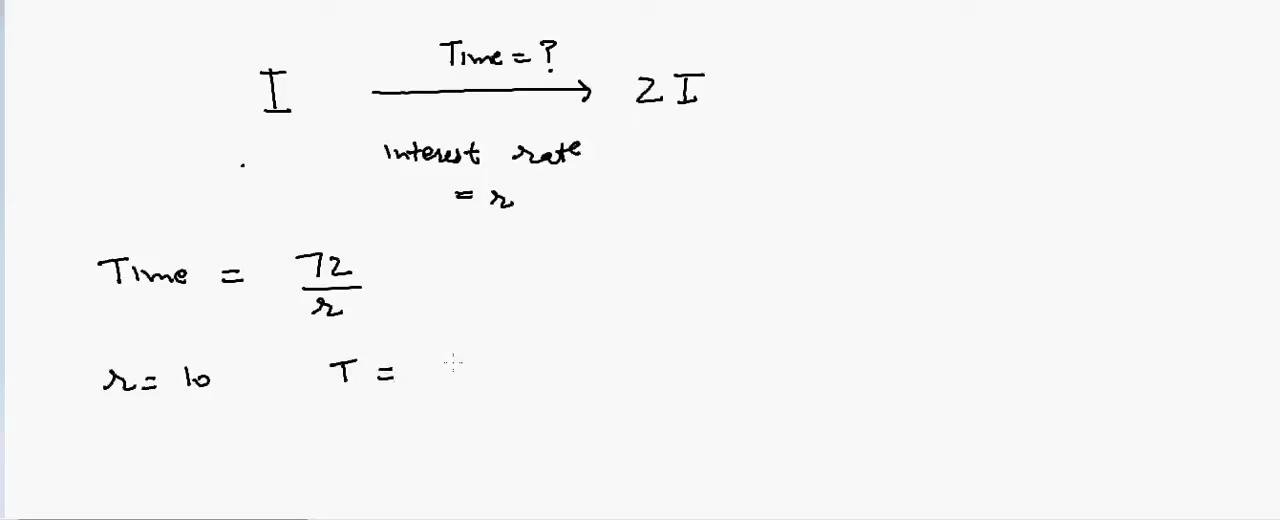 Time = ?
I → 2 I
interest rate
= r
Time = 72/r
r = 10 T =